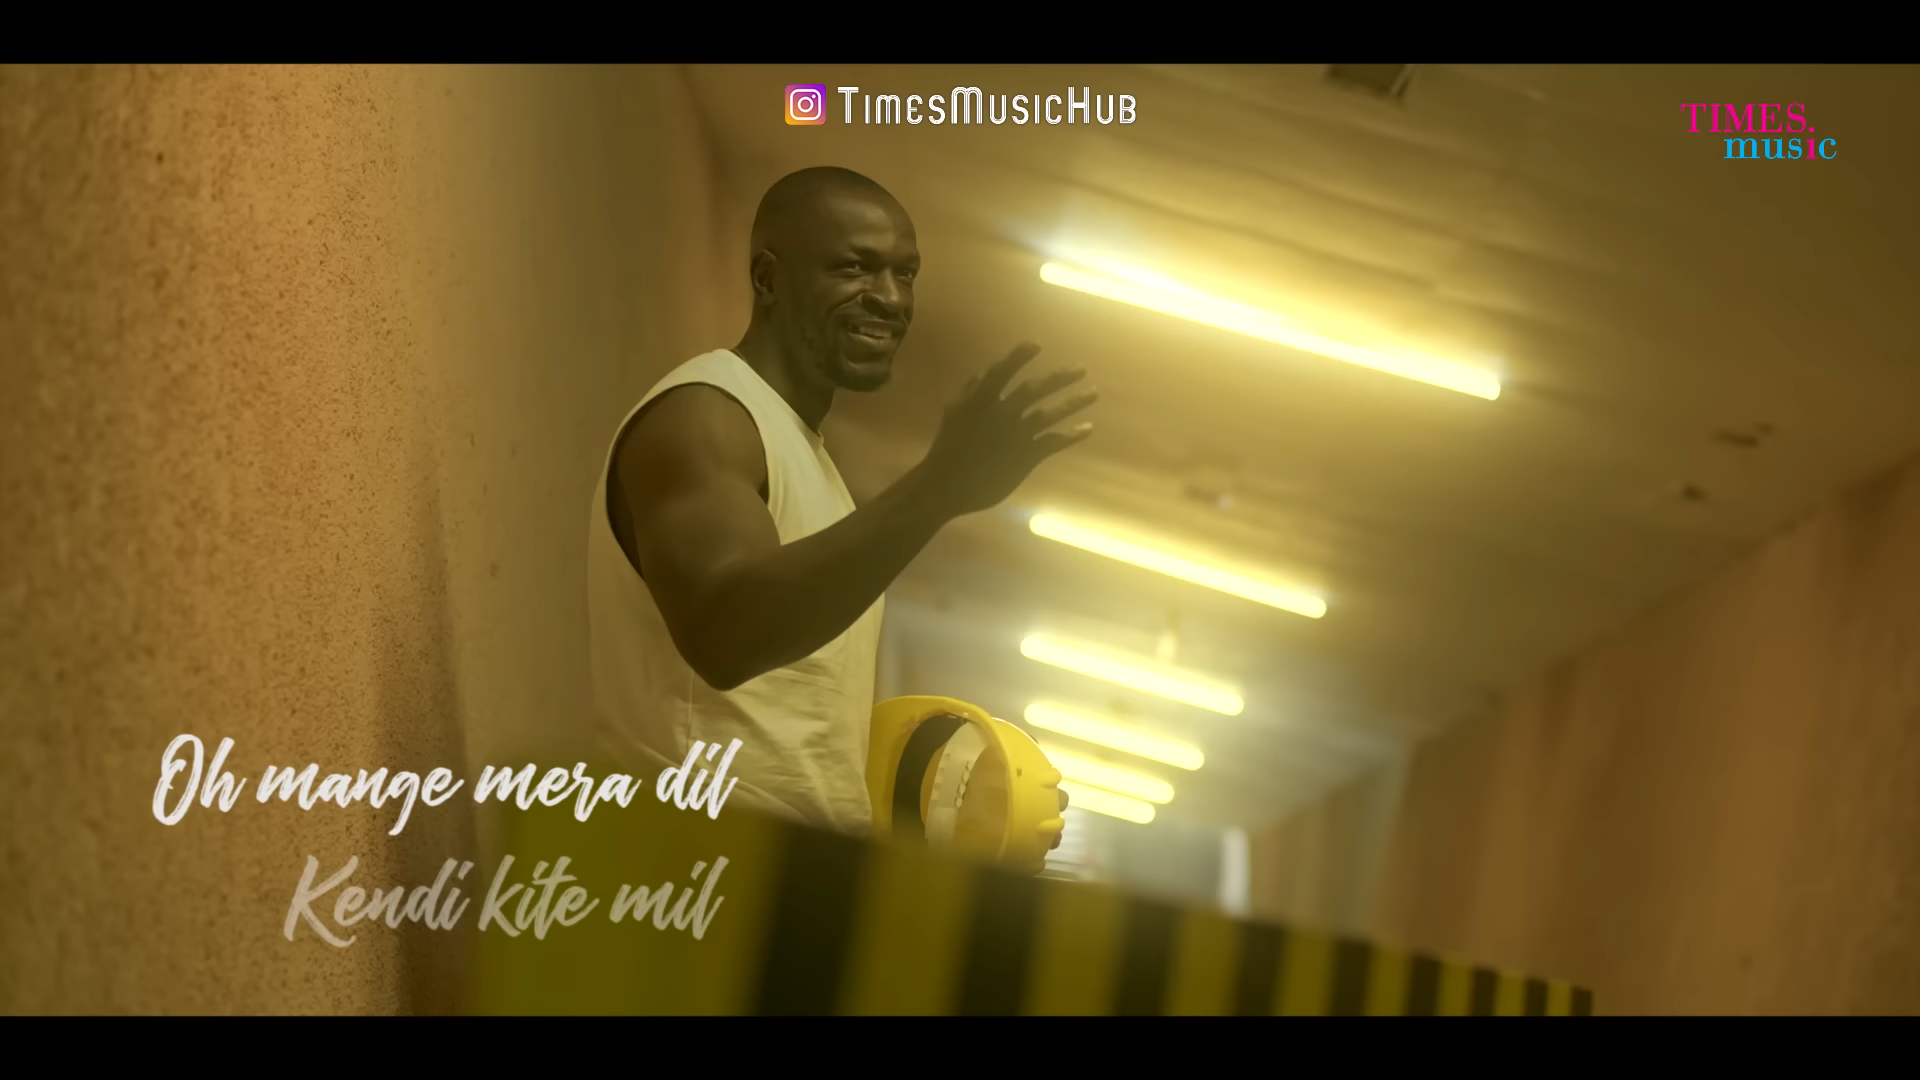 TimesMusicHub
TIMES.
music
Oh mange mera dil
Kendi kite mil